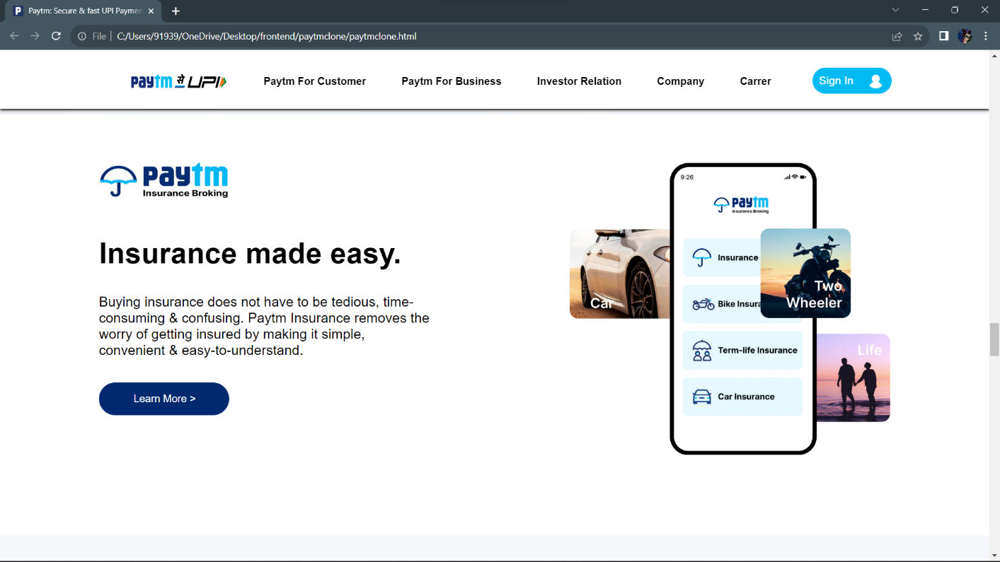 Paytm: Secure & fast UPI Paymen
File
C:/Users/91939/OneDrive/Desktop/frontend/paytmclone/paytmclone.html
paytm से UPI
Paytm For Customer
Paytm For Business
Investor Relation
Company
Carrer
Sign In
paytm
Insurance Broking
Insurance made easy.
Buying insurance does not have to be tedious, time-
consuming & confusing. Paytm Insurance removes the
worry of getting insured by making it simple,
convenient & easy-to-understand.
Learn More >
9:26
paytm
Insurance Broking
Insurance
Bike Insura
Term-life Insurance
Car Insurance
Car
Two
Wheeler
Life